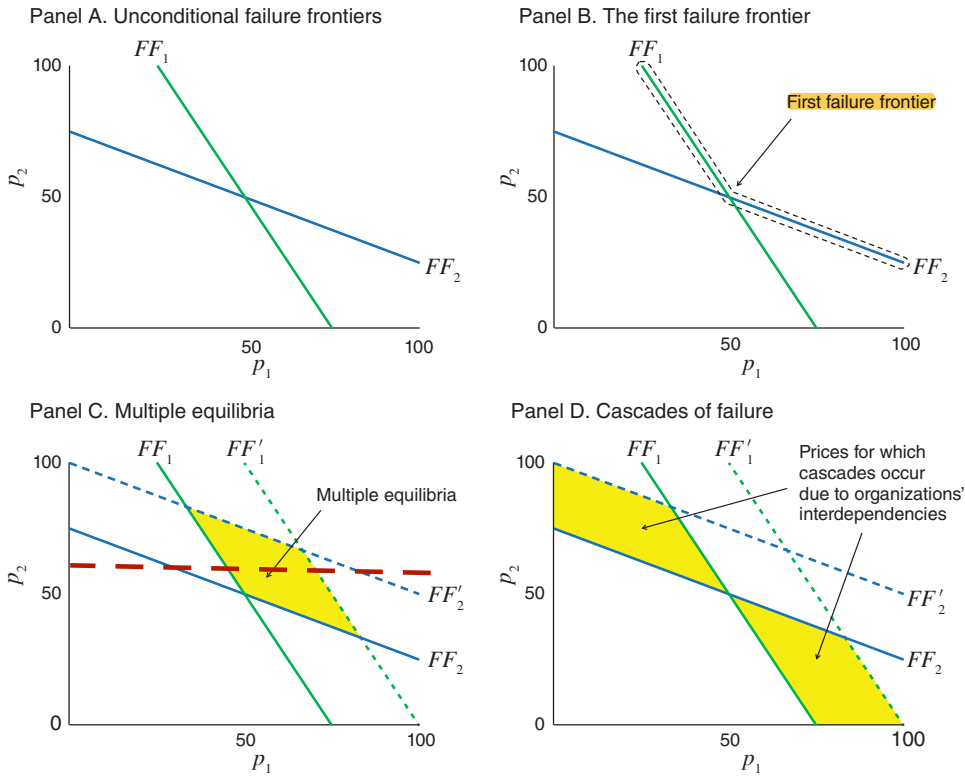 Panel A. Unconditional failure frontiers
FF₁
100
50
0
p₂
FF₂
50
100
p₁
Panel B. The first failure frontier
FF₁
100
First failure frontier
50
0
p₂
FF₂
50
100
p₁
Panel C. Multiple equilibria
FF₁
FF′₁
100
Multiple equilibria
50
0
p₂
FF′₂
FF₂
50
100
p₁
Panel D. Cascades of failure
FF₁
FF′₁
Prices for which
cascades occur
due to organizations’
interdependencies
100
50
0
p₂
FF′₂
FF₂
50
100
p₁